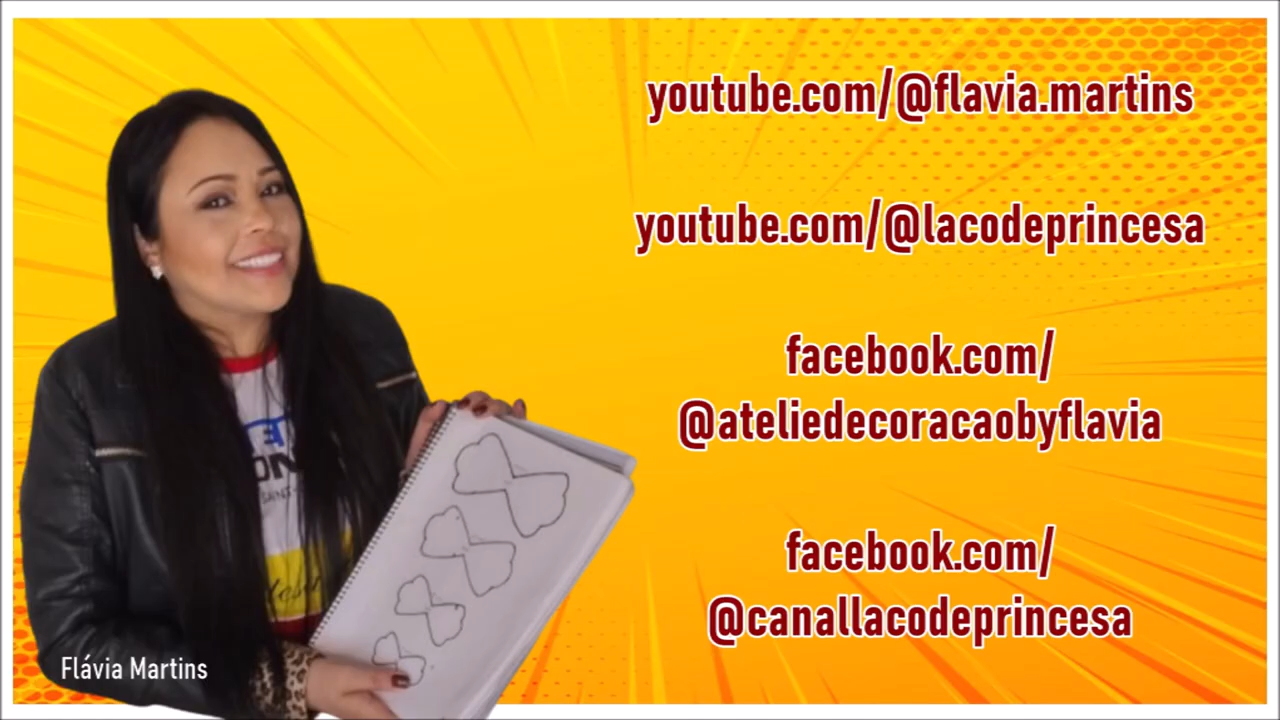 youtube.com/@flavia.martins
youtube.com/@lacodeprincesa
facebook.com/
@ateliedecoracaobyflavia
facebook.com/
@canallacodeprincesa
Flávia Martins